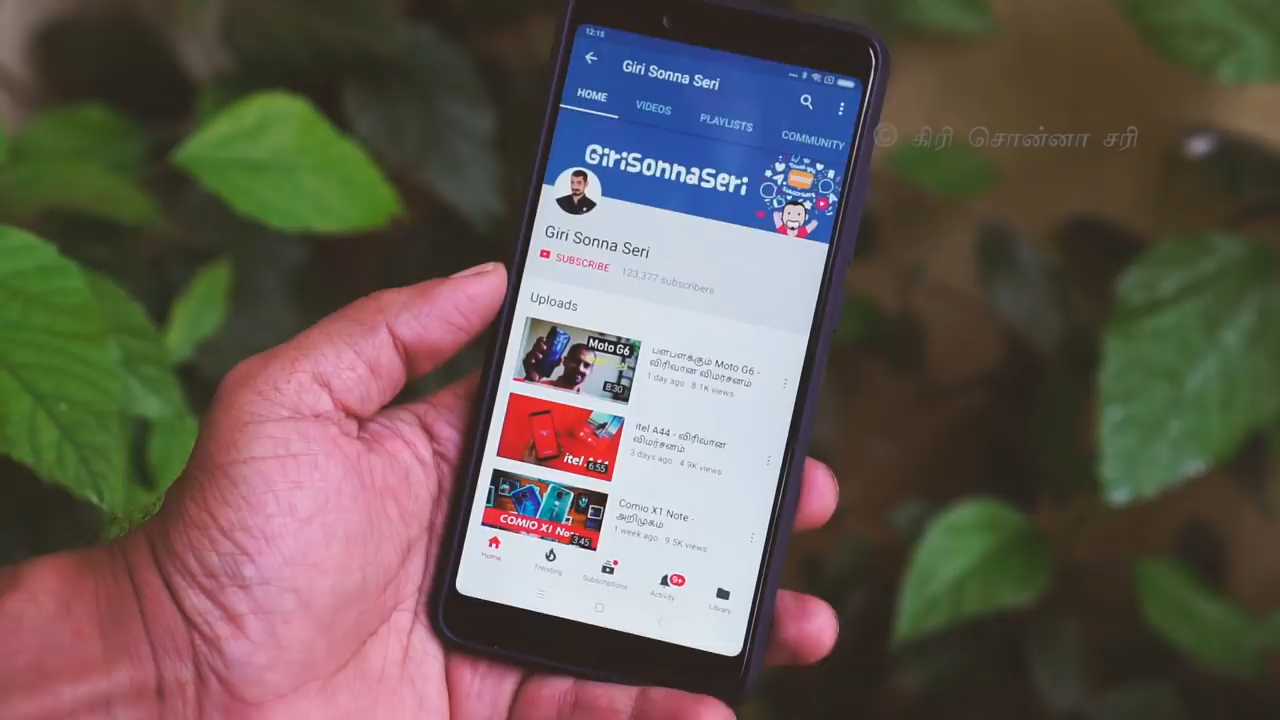 12:15
Giri Sonna Seri
HOME VIDEOS PLAYLISTS COMMUNITY
© கிரி சொன்னா சரி
GiriSonnaSeri
Giri Sonna Seri
SUBSCRIBE 123,377 subscribers
Uploads
Moto G6
8:30
பளபளக்கும் Moto G6 -
விரிவான விமர்சனம்
1 day ago 8.1K views
itel A44
6:55
itel A44 - விரிவான
விமர்சனம்
3 days ago 4.9K views
COMIO X1 Note
3:45
Comio X1 Note -
அறிமுகம்
1 week ago 9.5K views
9+
Home Trending Subscriptions Activity Library